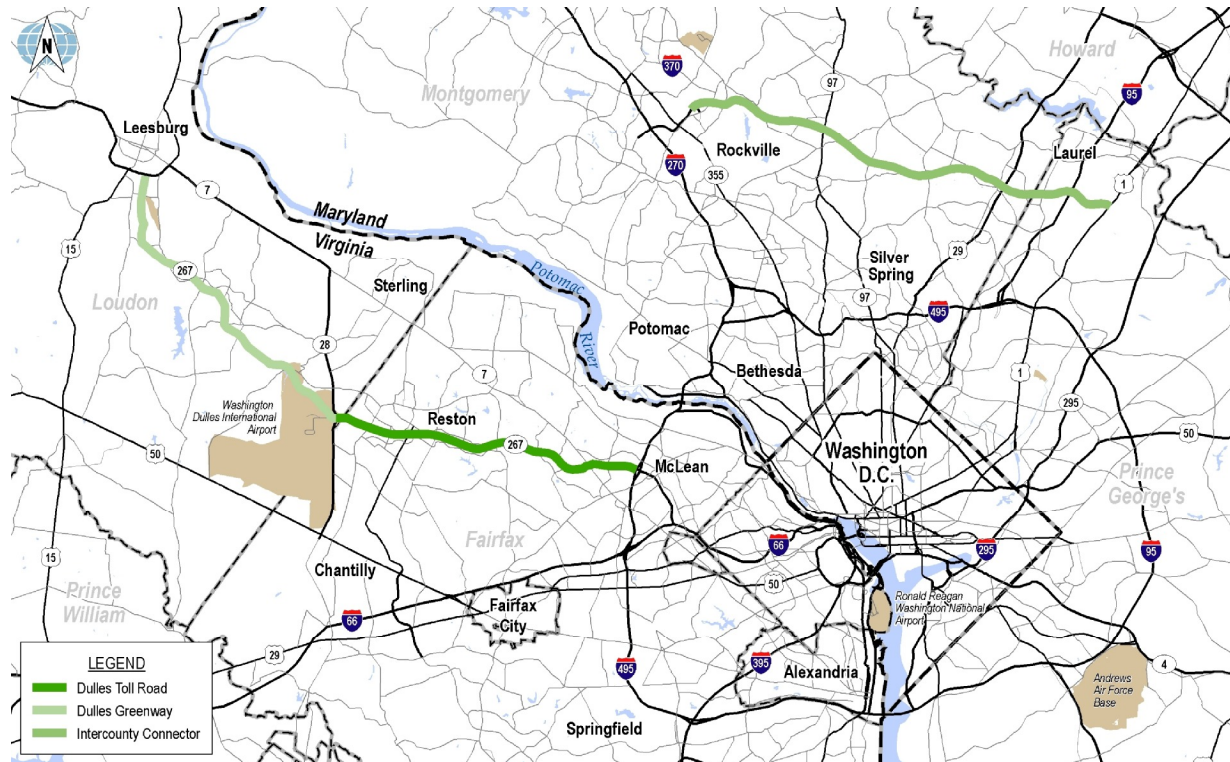 N
370
97
Howard
95
Montgomery
Leesburg
Rockville
Laurel
270
355
1
7
Maryland
Virginia
15
29
267
Sterling
Potomac
River
Silver
Spring
97
Loudon
Potomac
495
28
Bethesda
7
1
295
Washington
Dulles International
Airport
Reston
267
50
50
McLean
Washington
D.C.
Prince
George's
Fairfax
66
295
95
15
Chantilly
50
Prince
William
Fairfax
City
Ronald Reagan
Washington National
Airport
66
29
495
395
Alexandria
4
Andrews
Air Force
Base
Springfield
LEGEND
Dulles Toll Road
Dulles Greenway
Intercounty Connector